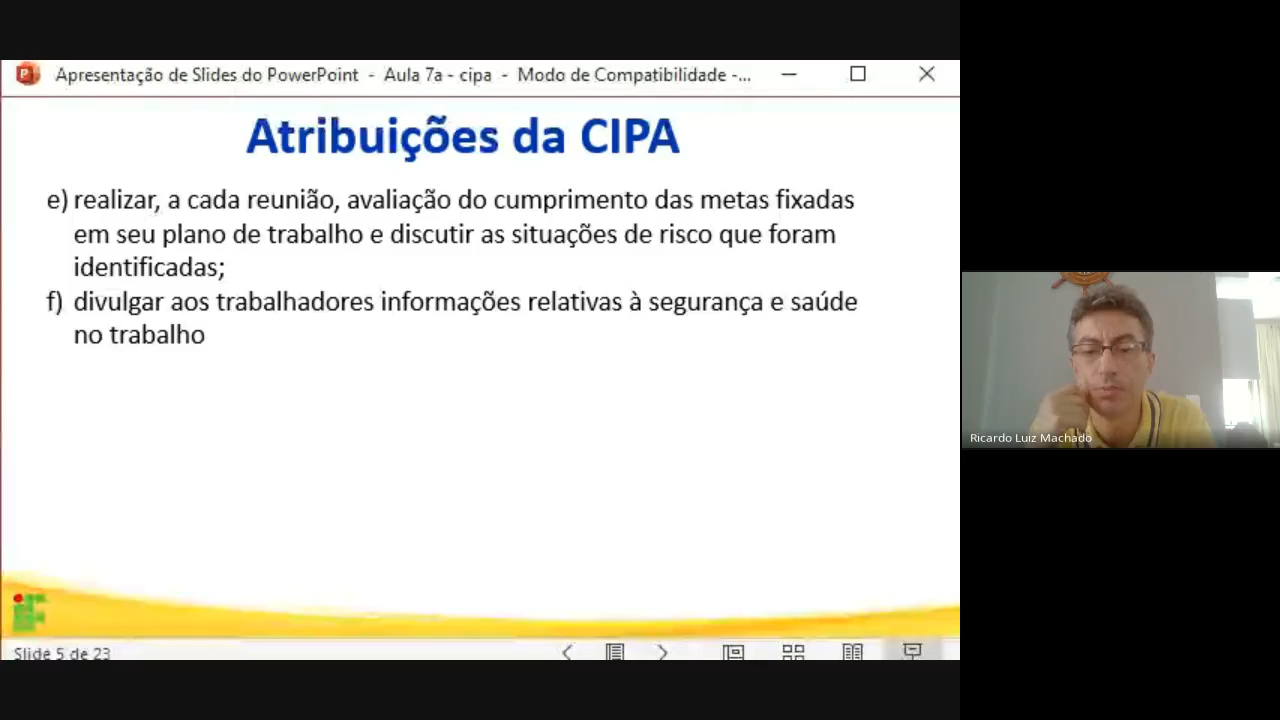 Apresentação de Slides do PowerPoint - Aula 7a - cipa - Modo de Compatibilidade -...
Atribuições da CIPA
e) realizar, a cada reunião, avaliação do cumprimento das metas fixadas
em seu plano de trabalho e discutir as situações de risco que foram
identificadas;
f) divulgar aos trabalhadores informações relativas à segurança e saúde
no trabalho
Ricardo Luiz Machado
Slide 5 de 23